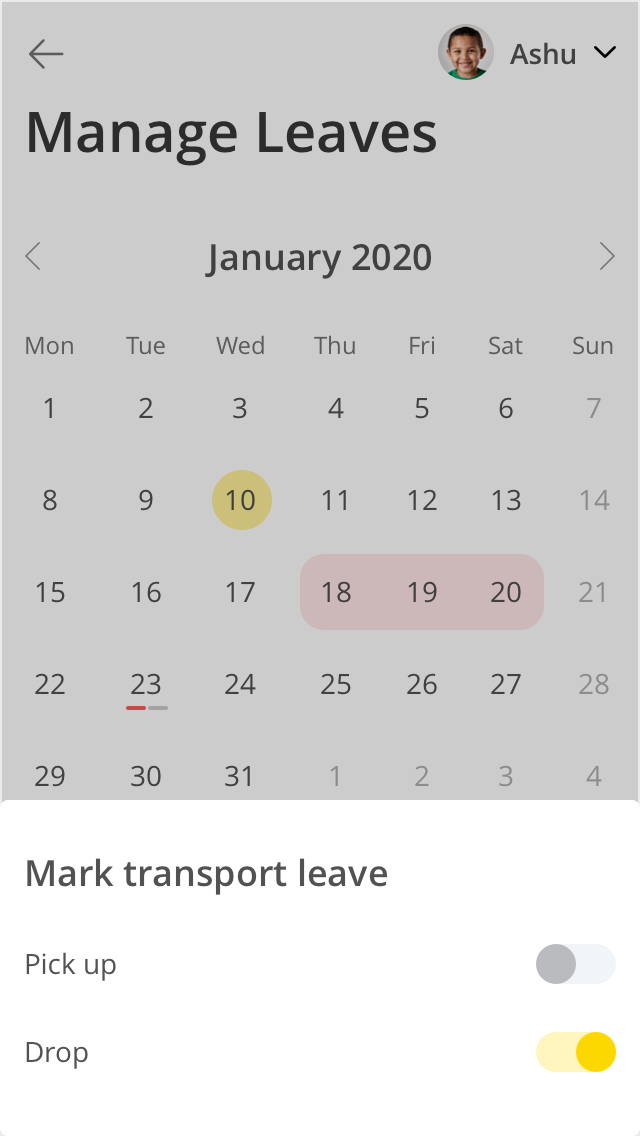 Ashu
Manage Leaves
January 2020
Mon Tue Wed Thu Fri Sat Sun
1 2 3 4 5 6 7
8 9 10 11 12 13 14
15 16 17 18 19 20 21
22 23 24 25 26 27 28
29 30 31 1 2 3 4
Mark transport leave
Pick up
Drop